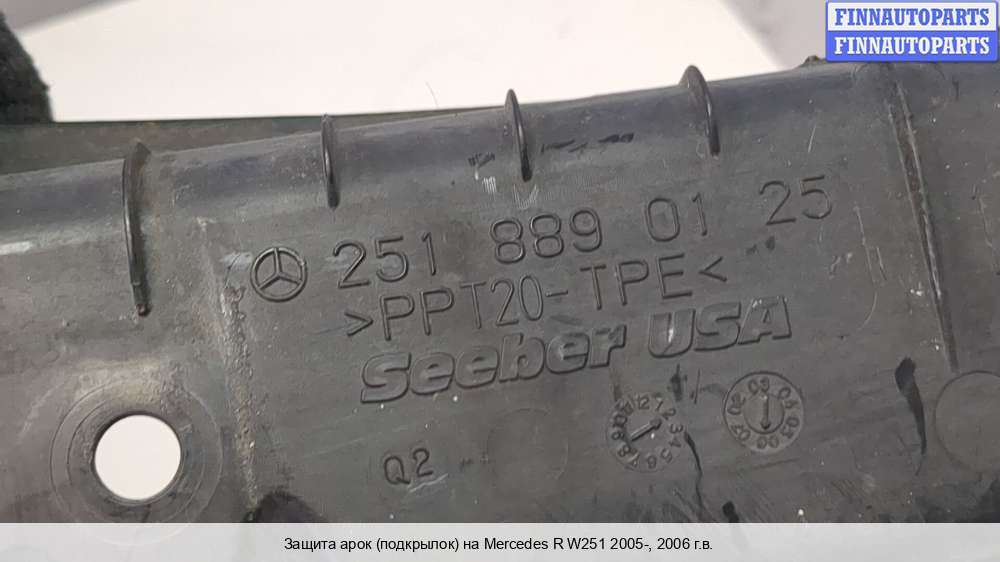 FINNAUTOPARTS
FINNAUTOPARTS
251 889 01 25
>PPT20-TPE<
Seeber USA
Q2
Защита арок (подкрылок) на Mercedes R W251 2005-, 2006 г.в.